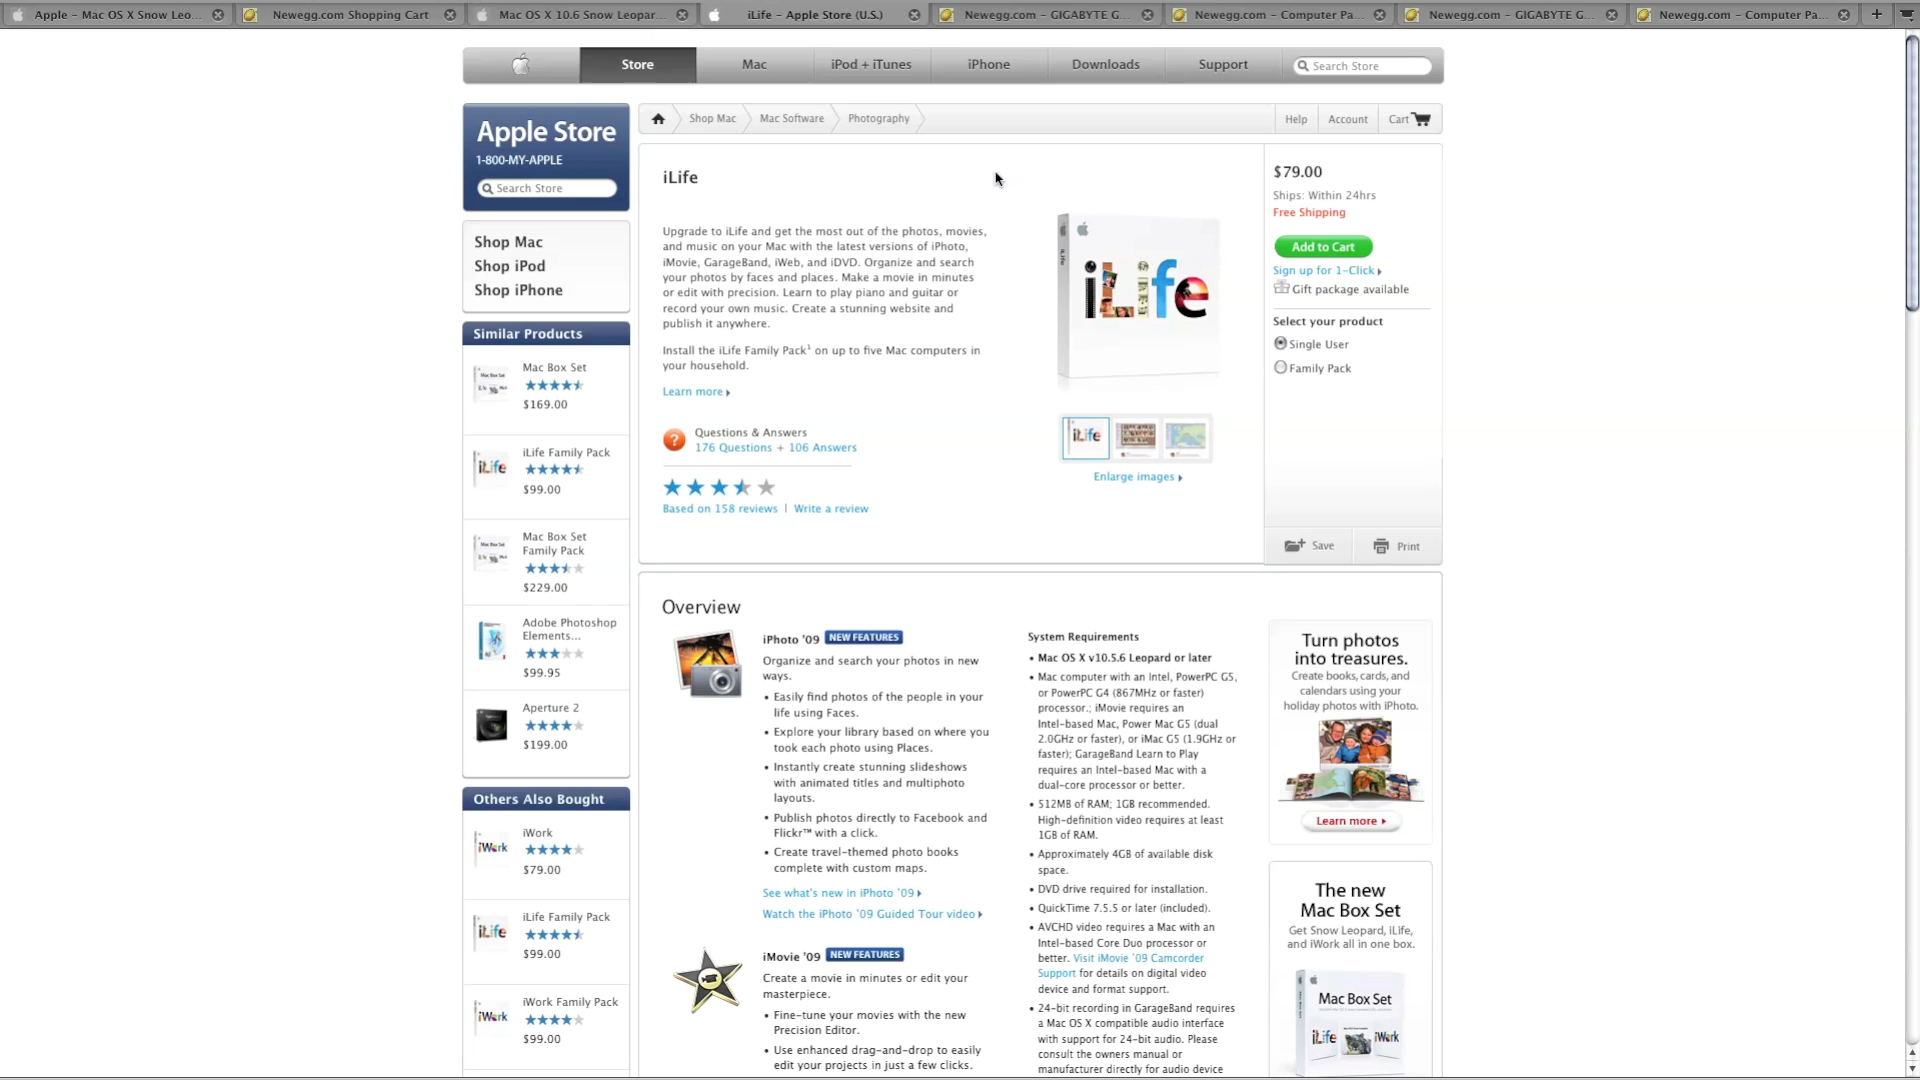 Apple – Mac OS X Snow Leo...
Newegg.com Shopping Cart
Mac OS X 10.6 Snow Leopar...
iLife – Apple Store (U.S.)
Newegg.com – GIGABYTE G...
Newegg.com – Computer Pa...
Newegg.com – GIGABYTE G...
Newegg.com – Computer Pa...
Store
Mac
iPod + iTunes
iPhone
Downloads
Support
Search Store
Apple Store
1-800-MY-APPLE
Search Store
Shop Mac
Shop iPod
Shop iPhone
Similar Products
Mac Box Set
$169.00
iLife Family Pack
$99.00
Mac Box Set
Family Pack
$229.00
Adobe Photoshop
Elements...
$99.95
Aperture 2
$199.00
Others Also Bought
iWork
$79.00
iLife Family Pack
$99.00
iWork Family Pack
$99.00
Shop Mac
Mac Software
Photography
Help
Account
Cart
iLife
Upgrade to iLife and get the most out of the photos, movies,
and music on your Mac with the latest versions of iPhoto,
iMovie, GarageBand, iWeb, and iDVD. Organize and search
your photos by faces and places. Make a movie in minutes
or edit with precision. Learn to play piano and guitar or
record your own music. Create a stunning website and
publish it anywhere.
Install the iLife Family Pack¹ on up to five Mac computers in
your household.
Learn more
Questions & Answers
176 Questions + 106 Answers
Based on 158 reviews | Write a review
iLife
iLife
Enlarge images
$79.00
Ships: Within 24hrs
Free Shipping
Add to Cart
Sign up for 1-Click
Gift package available
Select your product
Single User
Family Pack
Save
Print
Overview
iPhoto '09 NEW FEATURES
Organize and search your photos in new
ways.
• Easily find photos of the people in your
life using Faces.
• Explore your library based on where you
took each photo using Places.
• Instantly create stunning slideshows
with animated titles and multiphoto
layouts.
• Publish photos directly to Facebook and
Flickr™ with a click.
• Create travel-themed photo books
complete with custom maps.
See what's new in iPhoto '09
Watch the iPhoto '09 Guided Tour video
iMovie '09 NEW FEATURES
Create a movie in minutes or edit your
masterpiece.
• Fine-tune your movies with the new
Precision Editor.
• Use enhanced drag-and-drop to easily
edit your projects in just a few clicks.
System Requirements
• Mac OS X v10.5.6 Leopard or later
• Mac computer with an Intel, PowerPC G5,
or PowerPC G4 (867MHz or faster)
processor.; iMovie requires an
Intel-based Mac, Power Mac G5 (dual
2.0GHz or faster), or iMac G5 (1.9GHz or
faster); GarageBand Learn to Play
requires an Intel-based Mac with a
dual-core processor or better.
• 512MB of RAM; 1GB recommended.
High-definition video requires at least
1GB of RAM.
• Approximately 4GB of available disk
space.
• DVD drive required for installation.
• QuickTime 7.5.5 or later (included).
• AVCHD video requires a Mac with an
Intel-based Core Duo processor or
better. Visit iMovie '09 Camcorder
Support for details on digital video
device and format support.
• 24-bit recording in GarageBand requires
a Mac OS X compatible audio interface
with support for 24-bit audio. Please
consult the owners manual or
manufacturer directly for audio device
Turn photos
into treasures.
Create books, cards, and
calendars using your
holiday photos with iPhoto.
Learn more
The new
Mac Box Set
Get Snow Leopard, iLife,
and iWork all in one box.
Mac Box Set
iLife
iWork